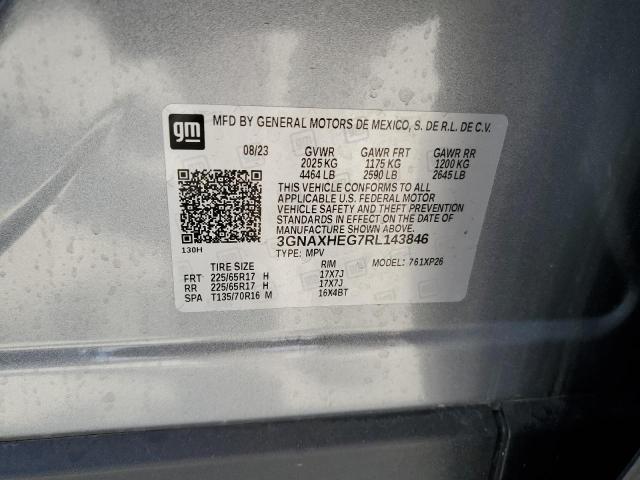 gm
MFD BY GENERAL MOTORS DE MEXICO, S. DE R.L. DE C.V.
08/23 GVWR GAWR FRT GAWR RR
2025 KG 1175 KG 1200 KG
4464 LB 2590 LB 2645 LB
THIS VEHICLE CONFORMS TO ALL
APPLICABLE U.S. FEDERAL MOTOR
VEHICLE SAFETY AND THEFT PREVENTION
STANDARDS IN EFFECT ON THE DATE OF
MANUFACTURE SHOWN ABOVE.
130H 3GNAXHEG7RL143846
TYPE: MPV
TIRE SIZE RIM MODEL: 761XP26
FRT 225/65R17 H 17X7J
RR 225/65R17 H 17X7J
SPA T135/70R16 M 16X4BT